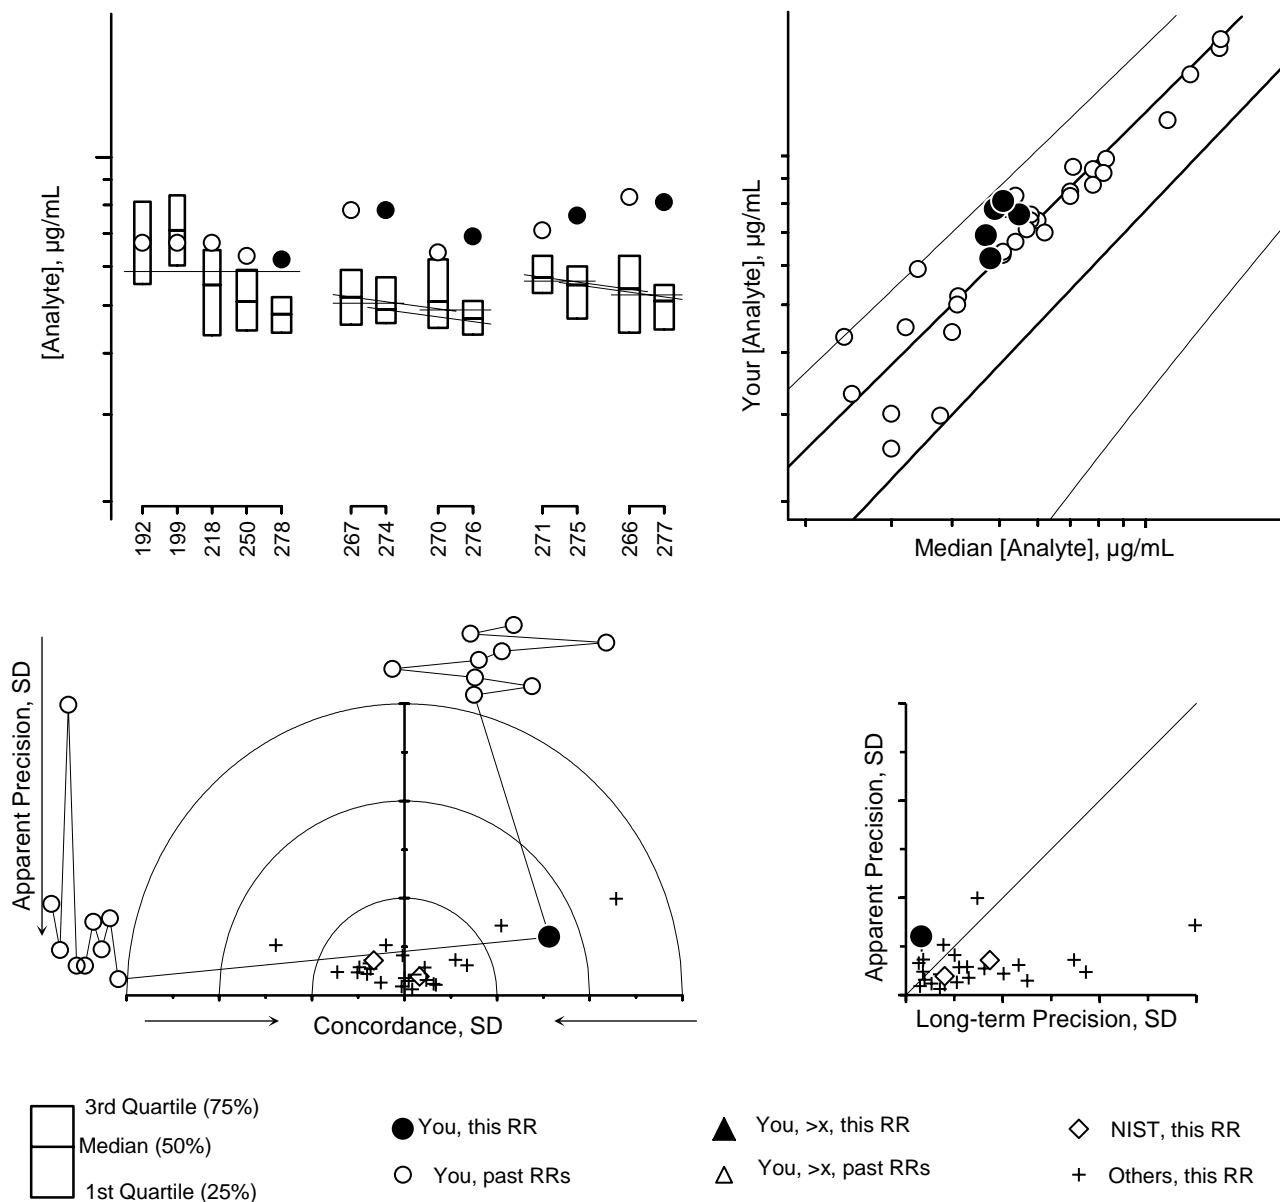 [Analyte], µg/mL
192
199
218
250
278
267
274
270
276
271
275
266
277
Your [Analyte], µg/mL
Median [Analyte], µg/mL
Apparent Precision, SD
Concordance, SD
Apparent Precision, SD
Long-term Precision, SD
3rd Quartile (75%)
Median (50%)
1st Quartile (25%)
You, this RR
You, past RRs
You, >x, this RR
You, >x, past RRs
NIST, this RR
Others, this RR